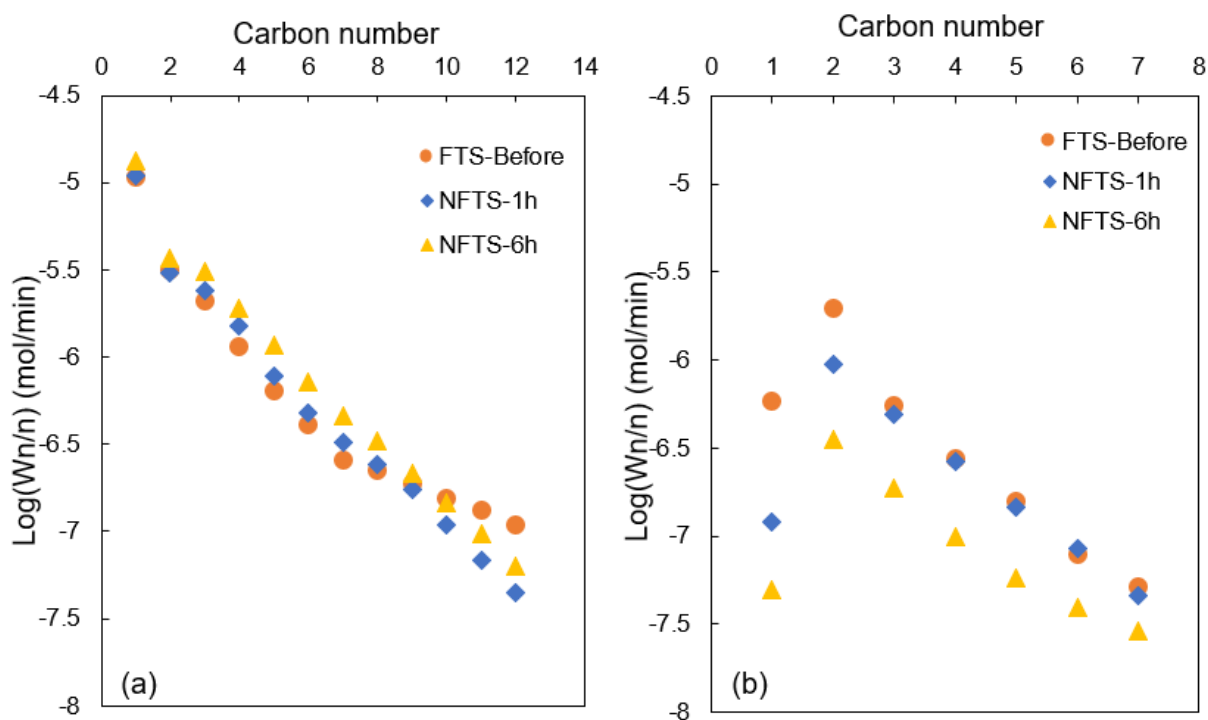 Carbon number
0 2 4 6 8 10 12 14
-4.5
-5
-5.5
-6
-6.5
-7
-7.5
-8
Log(Wn/n) (mol/min)
FTS-Before
NFTS-1h
NFTS-6h
(a)
Carbon number
0 1 2 3 4 5 6 7 8
-4.5
-5
-5.5
-6
-6.5
-7
-7.5
-8
Log(Wn/n) (mol/min)
FTS-Before
NFTS-1h
NFTS-6h
(b)